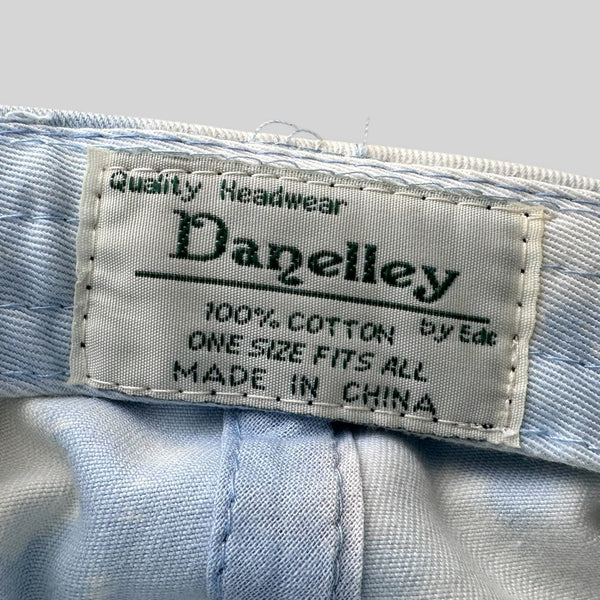 Quality Headwear
Danelley
by Edc
100% COTTON
ONE SIZE FITS ALL
MADE IN CHINA